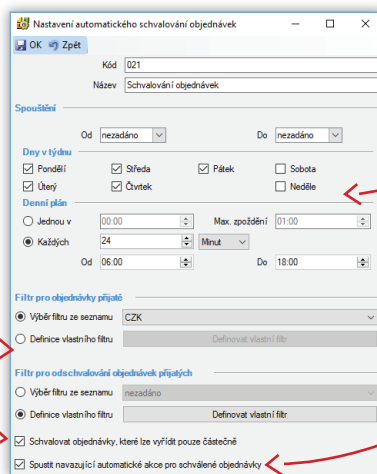 Nastavení automatického schvalování objednávek
OK Zpět
Kód 021
Název Schvalování objednávek
Spouštění
Od nezadáno Do nezadáno
Dny v týdnu
Pondělí Středa Pátek Sobota
Úterý Čtvrtek Neděle
Denní plán
Jednou v 00:00 Max. zpoždění 01:00
Každých 24 Minut
Od 06:00 Do 18:00
Filtr pro objednávky přijaté
Výběr filtru ze seznamu CZK
Definice vlastního filtru Definovat vlastní filtr
Filtr pro odschvalování objednávek přijatých
Výběr filtru ze seznamu nezadáno
Definice vlastního filtru Definovat vlastní filtr
Schvalovat objednávky, které lze vyřídit pouze částečně
Spustit navazující automatické akce pro schválené objednávky